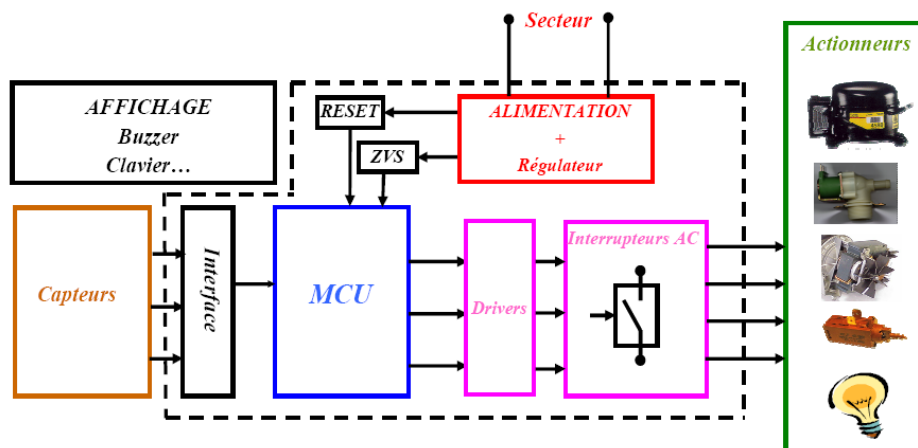 Secteur
Actionneurs
AFFICHAGE
Buzzer
Clavier…
RESET
ALIMENTATION
+
Régulateur
ZVS
Capteurs
Interface
MCU
Drivers
Interrupteurs AC